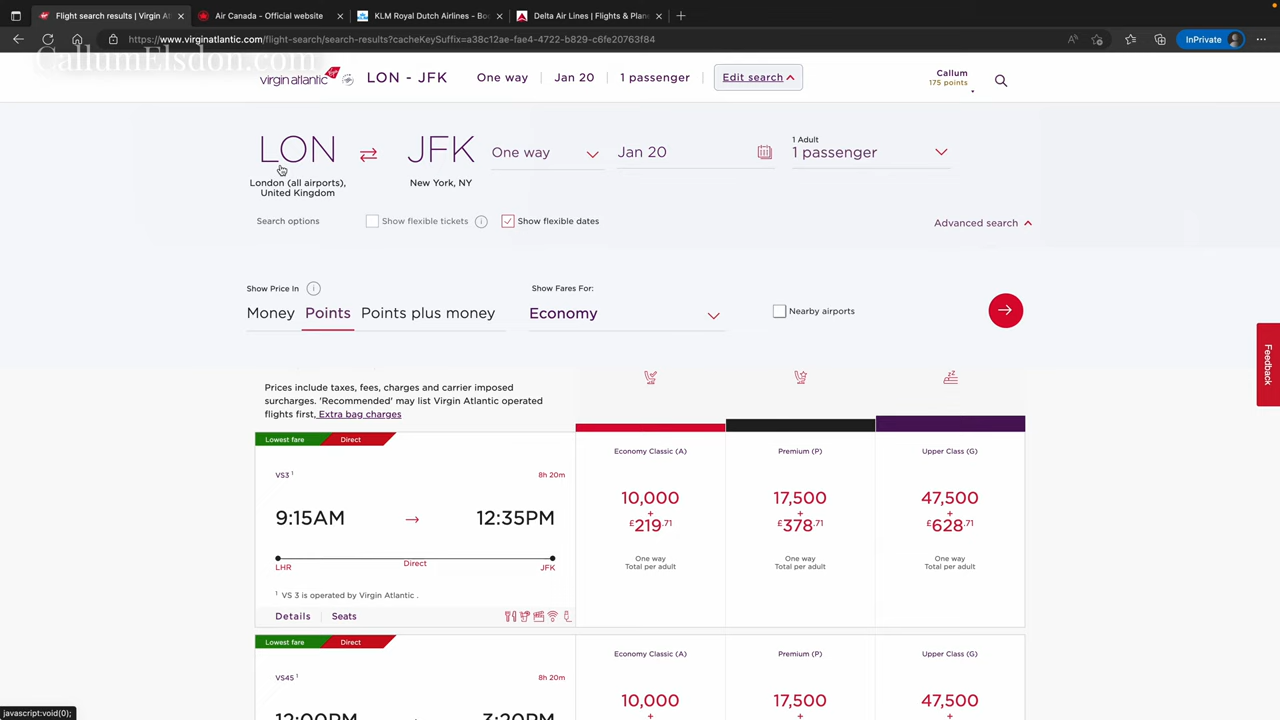 Flight search results | Virgin At
Air Canada - Official website
KLM Royal Dutch Airlines - Bo
Delta Air Lines | Flights & Plan
https://www.virginatlantic.com/flight-search/search-results?cacheKeySuffix=a38c12ae-fae4-4722-b829-c6fe20763f84
InPrivate
CallumElsdon.com
virgin atlantic
LON - JFK
One way
Jan 20
1 passenger
Edit search
Callum
175 points
LON
JFK
One way
Jan 20
1 Adult
1 passenger
London (all airports),
United Kingdom
New York, NY
Search options
Show flexible tickets
Show flexible dates
Advanced search
Show Price In
Show Fares For:
Money
Points
Points plus money
Economy
Nearby airports
Feedback
Prices include taxes, fees, charges and carrier imposed
surcharges. 'Recommended' may list Virgin Atlantic operated
flights first. Extra bag charges
Lowest fare
Direct
Economy Classic (A)
Premium (P)
Upper Class (G)
VS3 1
8h 20m
9:15AM
12:35PM
10,000
+
£219.71
17,500
+
£378.71
47,500
+
£628.71
LHR
Direct
JFK
One way
Total per adult
One way
Total per adult
One way
Total per adult
1 VS 3 is operated by Virgin Atlantic .
Details
Seats
Lowest fare
Direct
Economy Classic (A)
Premium (P)
Upper Class (G)
VS45 1
8h 20m
12:00PM
3:20PM
10,000
+
17,500
+
47,500
+
javascript:void(0);